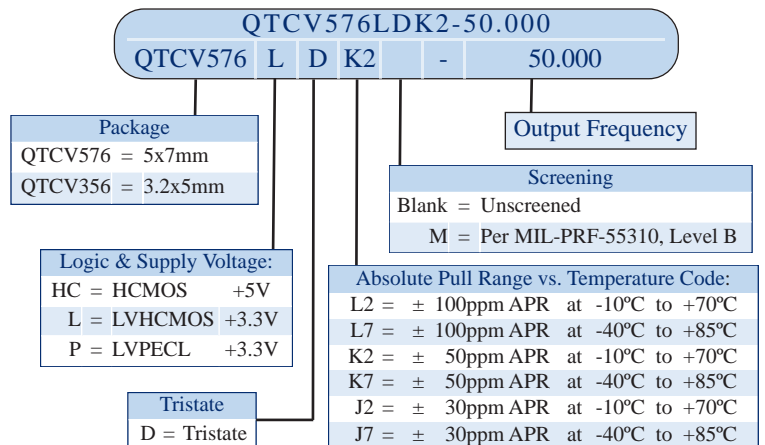 QTCV576LDK2-50.000
QTCV576 L D K2 - 50.000
Package
QTCV576 = 5x7mm
QTCV356 = 3.2x5mm
Output Frequency
Screening
Blank = Unscreened
M = Per MIL-PRF-55310, Level B
Logic & Supply Voltage:
HC = HCMOS +5V
L = LVHCMOS +3.3V
P = LVPECL +3.3V
Absolute Pull Range vs. Temperature Code:
L2 = ± 100ppm APR at -10ºC to +70ºC
L7 = ± 100ppm APR at -40ºC to +85ºC
K2 = ± 50ppm APR at -10ºC to +70ºC
K7 = ± 50ppm APR at -40ºC to +85ºC
J2 = ± 30ppm APR at -10ºC to +70ºC
J7 = ± 30ppm APR at -40ºC to +85ºC
Tristate
D = Tristate